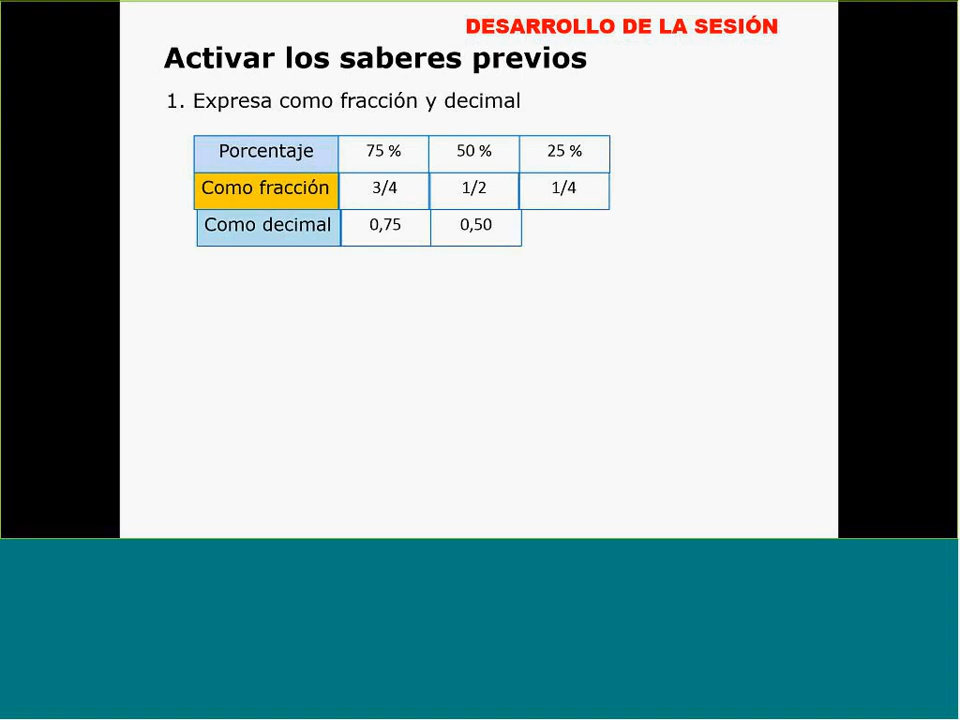 DESARROLLO DE LA SESIÓN
Activar los saberes previos
1. Expresa como fracción y decimal
Porcentaje 75 % 50 % 25 %
Como fracción 3/4 1/2 1/4
Como decimal 0,75 0,50